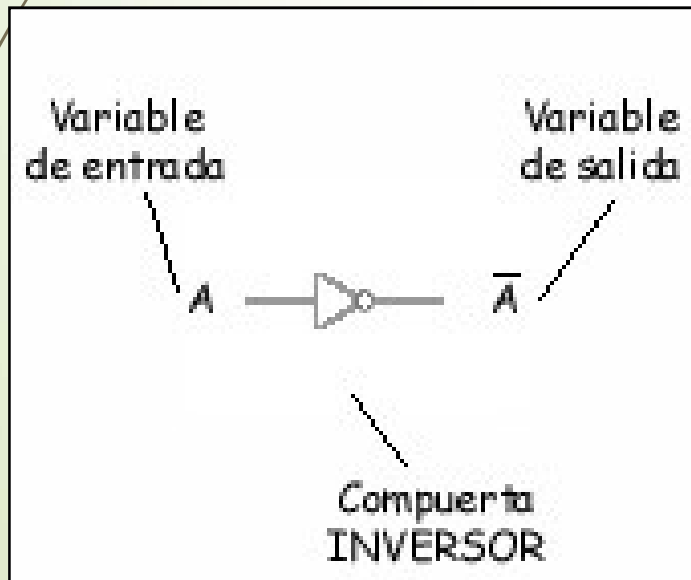 Variable
de entrada
Variable
de salida
A
A̅
Compuerta
INVERSOR